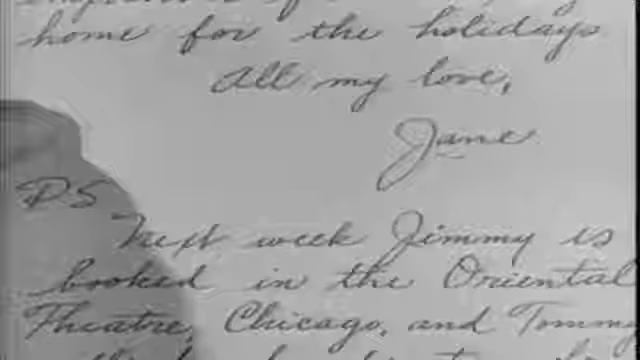 home for the holidays
All my love,
Jane
P.S.
Next week Jimmy is
booked in the Oriental
Theatre, Chicago, and Tommy